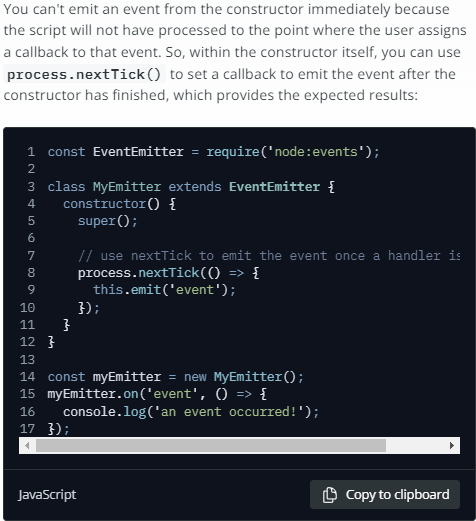 You can't emit an event from the constructor immediately because
the script will not have processed to the point where the user assigns
a callback to that event. So, within the constructor itself, you can use
process.nextTick() to set a callback to emit the event after the
constructor has finished, which provides the expected results:
1 const EventEmitter = require('node:events');
2
3 class MyEmitter extends EventEmitter {
4   constructor() {
5     super();
6
7     // use nextTick to emit the event once a handler is
8     process.nextTick(() => {
9       this.emit('event');
10     });
11   }
12 }
13
14 const myEmitter = new MyEmitter();
15 myEmitter.on('event', () => {
16   console.log('an event occurred!');
17 });
JavaScript
Copy to clipboard